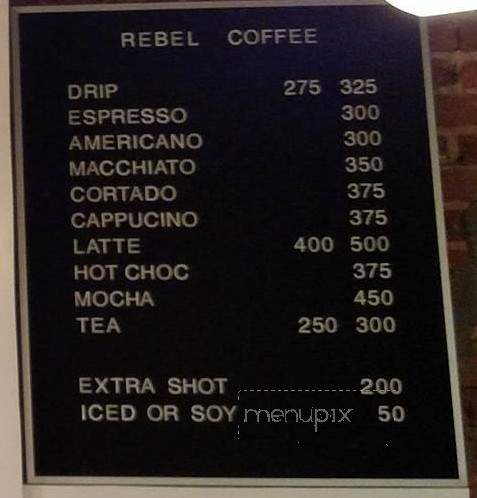 REBEL COFFEE
DRIP 275 325
ESPRESSO 300
AMERICANO 300
MACCHIATO 350
CORTADO 375
CAPPUCINO 375
LATTE 400 500
HOT CHOC 375
MOCHA 450
TEA 250 300
EXTRA SHOT 200
ICED OR SOY 50
menupix